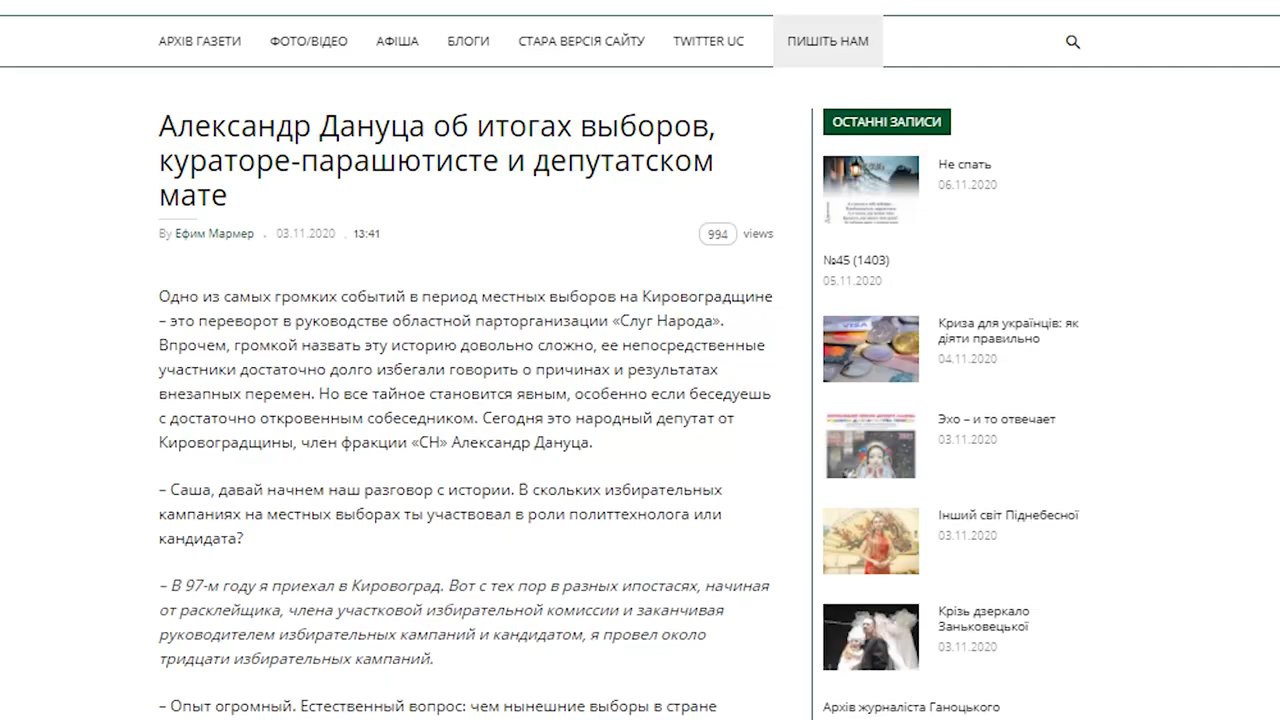 АРХІВ ГАЗЕТИ ФОТО/ВІДЕО АФІША БЛОГИ СТАРА ВЕРСІЯ САЙТУ TWITTER UC ПИШІТЬ НАМ
Александр Дануца об итогах выборов,
кураторе-парашютисте и депутатском
мате
By Ефим Мармер . 03.11.2020 . 13:41
994 views
Одно из самых громких событий в период местных выборов на Кировоградщине
– это переворот в руководстве областной парторганизации «Слуг Народа».
Впрочем, громкой назвать эту историю довольно сложно, ее непосредственные
участники достаточно долго избегали говорить о причинах и результатах
внезапных перемен. Но все тайное становится явным, особенно если беседуешь
с достаточно откровенным собеседником. Сегодня это народный депутат от
Кировоградщины, член фракции «СН» Александр Дануца.
– Саша, давай начнем наш разговор с истории. В скольких избирательных
кампаниях на местных выборах ты участвовал в роли политтехнолога или
кандидата?
– В 97-м году я приехал в Кировоград. Вот с тех пор в разных ипостасях, начиная
от расклейщика, члена участковой избирательной комиссии и заканчивая
руководителем избирательных кампаний и кандидатом, я провел около
тридцати избирательных кампаний.
– Опыт огромный. Естественный вопрос: чем нынешние выборы в стране
ОСТАННІ ЗАПИСИ
Не спать
06.11.2020
№45 (1403)
05.11.2020
VISA
Криза для українців: як
діяти правильно
04.11.2020
Эхо – и то отвечает
03.11.2020
Інший світ Піднебесної
03.11.2020
Крізь дзеркало
Заньковецької
03.11.2020
Архів журналіста Ганоцького